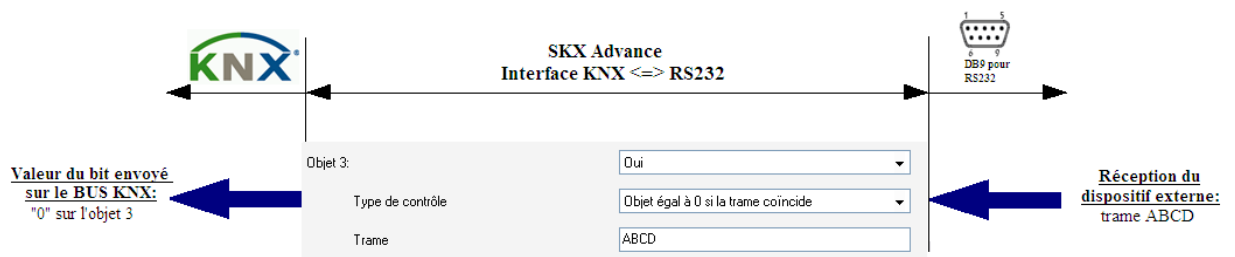 KNX
SKX Advance
Interface KNX <=> RS232
1 5
6 9
DB9 pour
RS232
Valeur du bit envoyé
sur le BUS KNX:
"0" sur l'objet 3
Objet 3:
Oui
Type de contrôle
Objet égal à 0 si la trame coïncide
Trame
ABCD
Réception du
dispositif externe:
trame ABCD